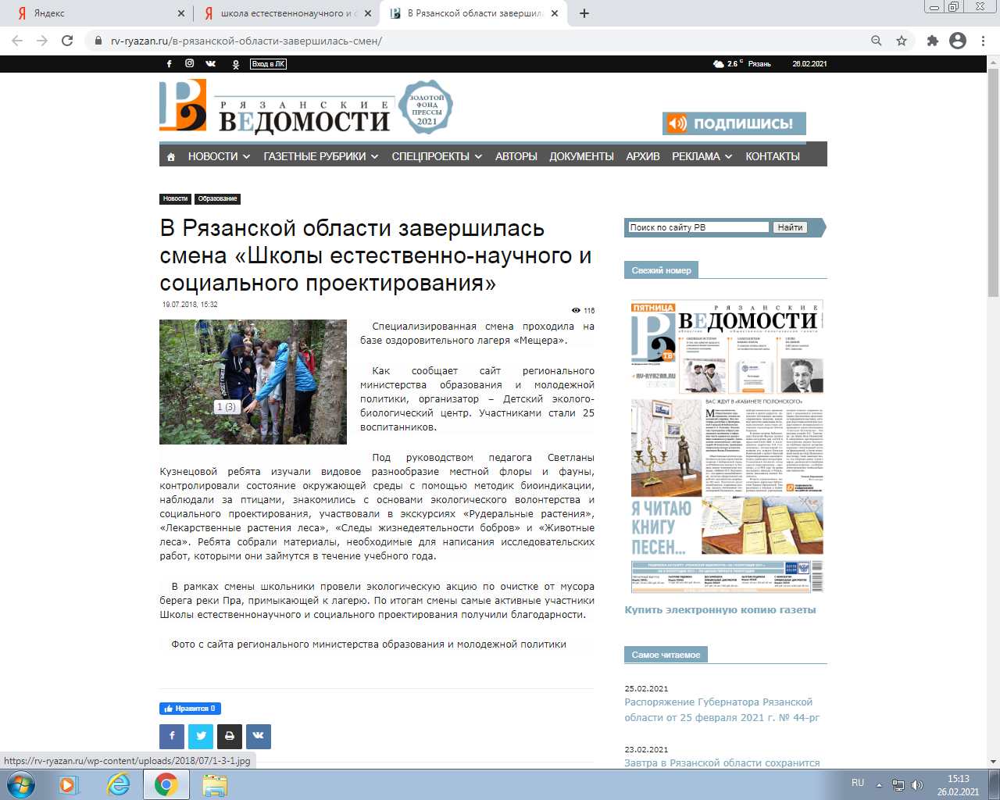 Яндекс
школа естественнонаучного и с
В Рязанской области завершила
rv-ryazan.ru/в-рязанской-области-завершилась-смен/
Вход в ЛК
2.6 C Рязань 26.02.2021
РЯЗАНСКИЕ
ВЕДОМОСТИ
ЗОЛОТОЙ
ФОНД
ПРЕССЫ
2021
ПОДПИШИСЬ!
НОВОСТИ ГАЗЕТНЫЕ РУБРИКИ СПЕЦПРОЕКТЫ АВТОРЫ ДОКУМЕНТЫ АРХИВ РЕКЛАМА КОНТАКТЫ
Новости Образование
В Рязанской области завершилась
смена «Школы естественно-научного и
социального проектирования»
19.07.2018, 15:32
116
1 (3)
Специализированная смена проходила на
базе оздоровительного лагеря «Мещера».
Как сообщает сайт регионального
министерства образования и молодежной
политики, организатор – Детский эколого-
биологический центр. Участниками стали 25
воспитанников.
Под руководством педагога Светланы
Кузнецовой ребята изучали видовое разнообразие местной флоры и фауны,
контролировали состояние окружающей среды с помощью методик биоиндикации,
наблюдали за птицами, знакомились с основами экологического волонтерства и
социального проектирования, участвовали в экскурсиях «Рудеральные растения»,
«Лекарственные растения леса», «Следы жизнедеятельности бобров» и «Животные
леса». Ребята собрали материалы, необходимые для написания исследовательских
работ, которыми они займутся в течение учебного года.
В рамках смены школьники провели экологическую акцию по очистке от мусора
берега реки Пра, примыкающей к лагерю. По итогам смены самые активные участники
Школы естественнонаучного и социального проектирования получили благодарности.
Фото с сайта регионального министерства образования и молодежной политики
Нравится 0
Поиск по сайту РВ Найти
Свежий номер
ПЯТНИЦА
РЯЗАНСКИЕ
ВЕДОМОСТИ
RV-RYAZAN.RU
ВАС ЖДУТ В «КАБИНЕТЕ ПОЛОНСКОГО»
Я ЧИТАЮ
КНИГУ
ПЕСЕН...
Купить электронную копию газеты
Самое читаемое
25.02.2021
Распоряжение Губернатора Рязанской
области от 25 февраля 2021 г. № 44-рг
23.02.2021
Завтра в Рязанской области сохранится
https://rv-ryazan.ru/wp-content/uploads/2018/07/1-3-1.jpg
RU
15:13
26.02.2021